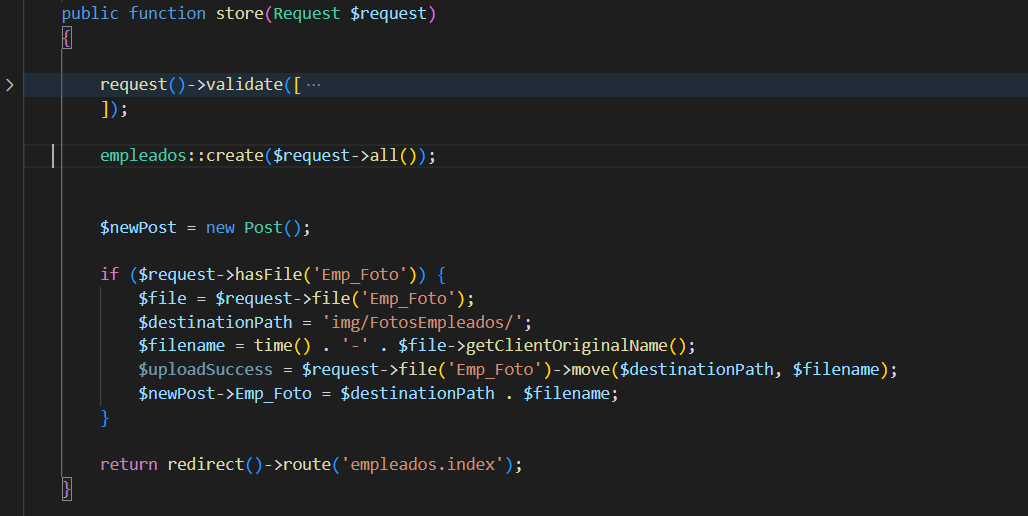 public function store(Request $request)
{
request()->validate([ ···
]);
empleados::create($request->all());
$newPost = new Post();
if ($request->hasFile('Emp_Foto')) {
$file = $request->file('Emp_Foto');
$destinationPath = 'img/FotosEmpleados/';
$filename = time() . '-' . $file->getClientOriginalName();
$uploadSuccess = $request->file('Emp_Foto')->move($destinationPath, $filename);
$newPost->Emp_Foto = $destinationPath . $filename;
}
return redirect()->route('empleados.index');
}